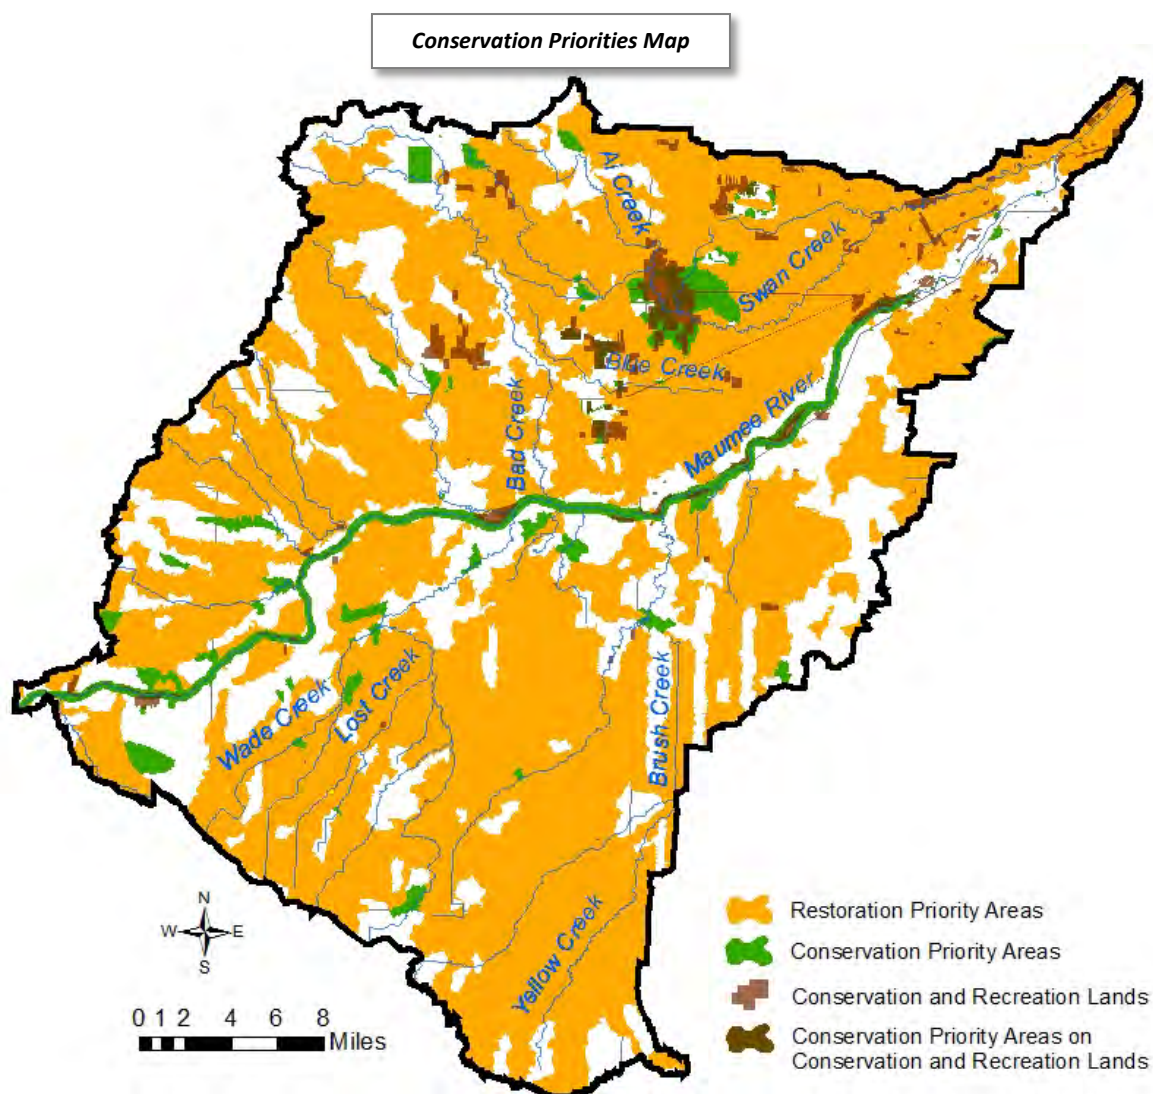 Conservation Priorities Map
Ai Creek
Swan Creek
Blue Creek
Bad Creek
Maumee River
Wade Creek
Lost Creek
Brush Creek
Yellow Creek
N
W E
S
0 1 2 4 6 8
Miles
Restoration Priority Areas
Conservation Priority Areas
Conservation and Recreation Lands
Conservation Priority Areas on
Conservation and Recreation Lands